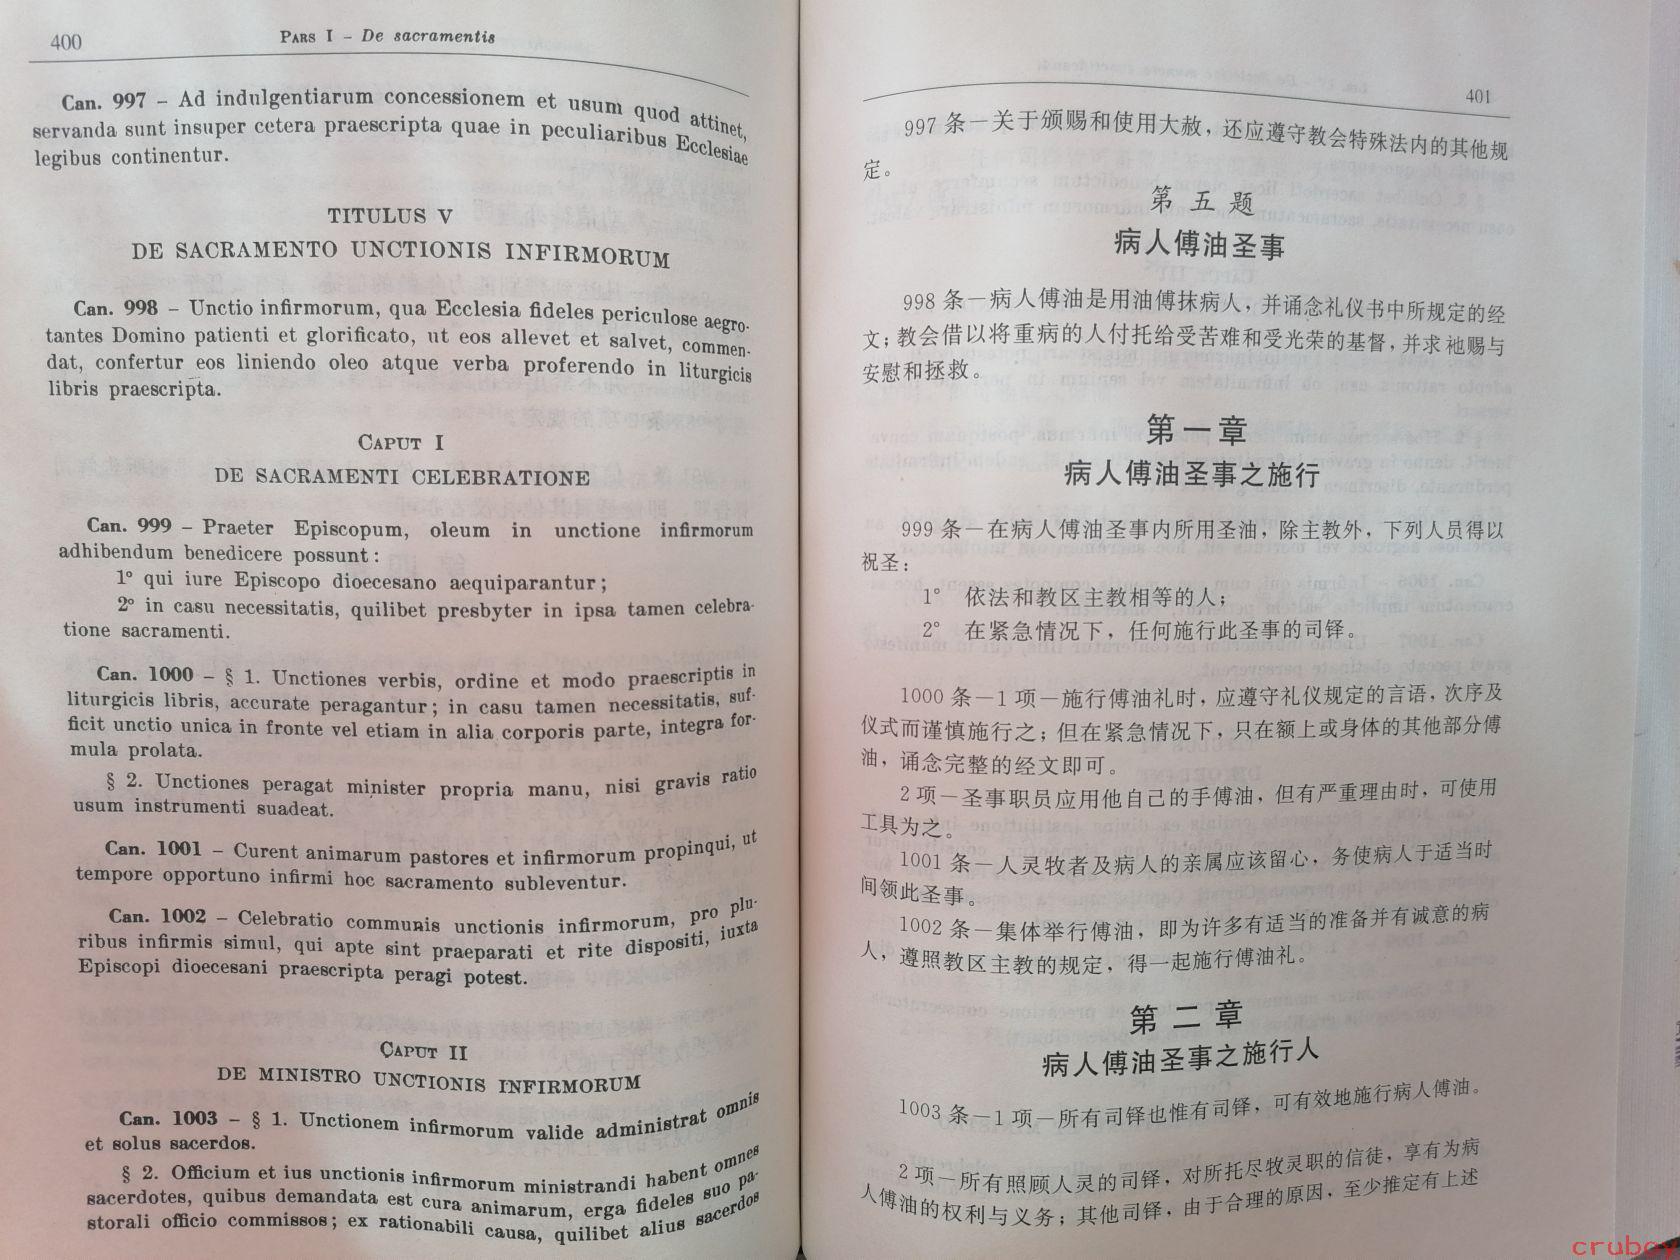 400
PARS I – De sacramentis
Can. 997 – Ad indulgentiarum concessionem et usum quod attinet,
servanda sunt insuper cetera praescripta quae in peculiaribus Ecclesiae
legibus continentur.
TITULUS V
DE SACRAMENTO UNCTIONIS INFIRMORUM
Can. 998 – Unctio infirmorum, qua Ecclesia fideles periculose aegro-
tantes Domino patienti et glorificato, ut eos allevet et salvet, commen-
dat, confertur eos liniendo oleo atque verba proferendo in liturgicis
libris praescripta.
CAPUT I
DE SACRAMENTI CELEBRATIONE
Can. 999 – Praeter Episcopum, oleum in unctione infirmorum
adhibendum benedicere possunt:
1° qui iure Episcopo dioecesano aequiparantur;
2° in casu necessitatis, quilibet presbyter in ipsa tamen celebra-
tione sacramenti.
Can. 1000 – § 1. Unctiones verbis, ordine et modo praescriptis in
liturgicis libris, accurate peragantur; in casu tamen necessitatis, suf-
ficit unctio unica in fronte vel etiam in alia corporis parte, integra for-
mula prolata.
§ 2. Unctiones peragat minister propria manu, nisi gravis ratio
usum instrumenti suadeat.
Can. 1001 – Curent animarum pastores et infirmorum propinqui, ut
tempore opportuno infirmi hoc sacramento subleventur.
Can. 1002 – Celebratio communis unctionis infirmorum, pro plu-
ribus infirmis simul, qui apte sint praeparati et rite dispositi, iuxta
Episcopi dioecesani praescripta peragi potest.
CAPUT II
DE MINISTRO UNCTIONIS INFIRMORUM
Can. 1003 – § 1. Unctionem infirmorum valide administrat omnis
et solus sacerdos.
§ 2. Officium et ius unctionis infirmorum ministrandi habent omnes
sacerdotes, quibus demandata est cura animarum, erga fideles suo pa-
storali officio commissos; ex rationabili causa, quilibet alius sacerdos
401
997 条－关于颁赐和使用大赦，还应遵守教会特殊法内的其他规
定。
第 五 题
病人傅油圣事
998 条－病人傅油是用油傅抹病人，并诵念礼仪书中所规定的经
文；教会借以将重病的人付托给受苦难和受光荣的基督，并求祂赐与
安慰和拯救。
第一章
病人傅油圣事之施行
999 条－在病人傅油圣事内所用圣油，除主教外，下列人员得以
祝圣：
1° 依法和教区主教相等的人；
2° 在紧急情况下，任何施行此圣事的司铎。
1000 条－1 项－施行傅油礼时，应遵守礼仪规定的言语，次序及
仪式而谨慎施行之；但在紧急情况下，只在额上或身体的其他部分傅
油，诵念完整的经文即可。
2 项－圣事职员应用他自己的手傅油，但有严重理由时，可使用
工具为之。
1001 条－人灵牧者及病人的亲属应该留心，务使病人于适当时
间领此圣事。
1002 条－集体举行傅油，即为许多有适当的准备并有诚意的病
人，遵照教区主教的规定，得一起施行傅油礼。
第 二 章
病人傅油圣事之施行人
1003 条－1 项－所有司铎也惟有司铎，可有效地施行病人傅油。
2 项－所有照顾人灵的司铎，对所托尽牧灵职的信徒，享有为病
人傅油的权利与义务；其他司铎，由于合理的原因，至少推定有上述